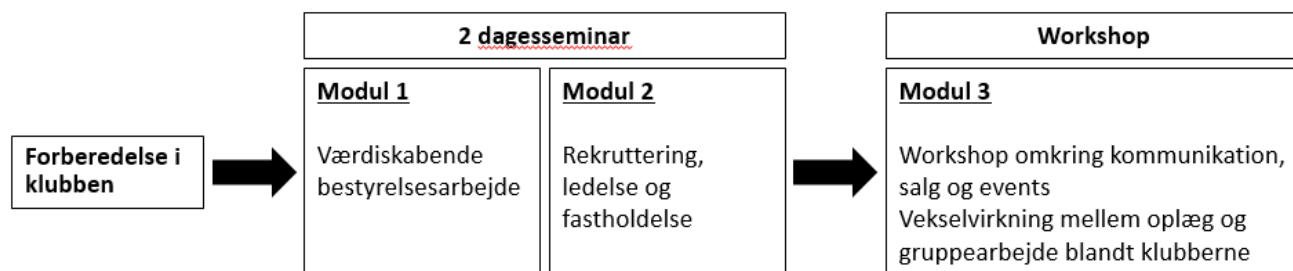 Forberedelse i
klubben
2 dagesseminar
Modul 1
Værdiskabende
bestyrelsesarbejde
Modul 2
Rekruttering,
ledelse og
fastholdelse
Workshop
Modul 3
Workshop omkring kommunikation,
salg og events
Vekselvirkning mellem oplæg og
gruppearbejde blandt klubberne